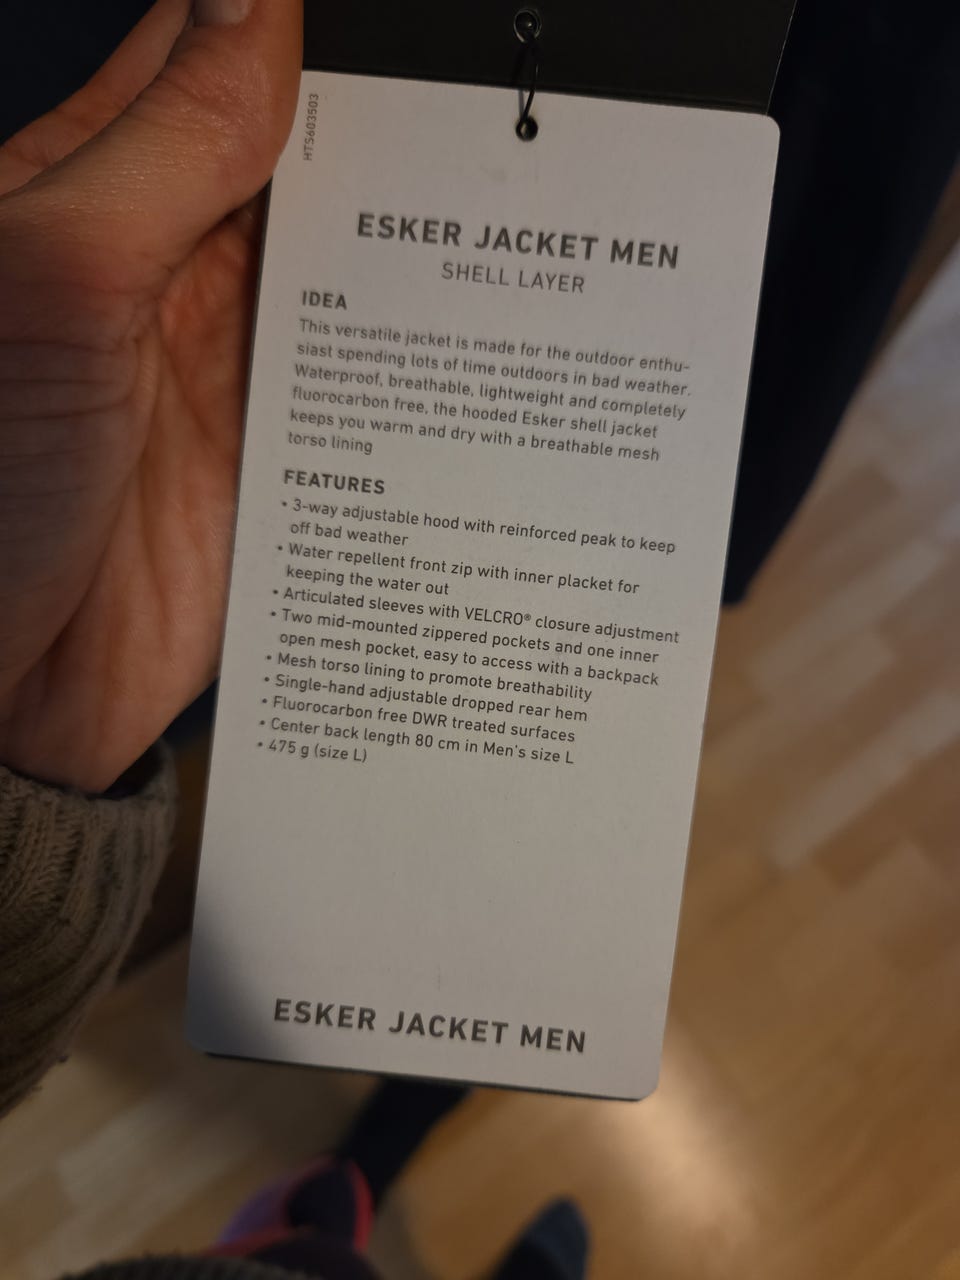 HTS603503
ESKER JACKET MEN
SHELL LAYER
IDEA
This versatile jacket is made for the outdoor enthu-
siast spending lots of time outdoors in bad weather.
Waterproof, breathable, lightweight and completely
fluorocarbon free, the hooded Esker shell jacket
keeps you warm and dry with a breathable mesh
torso lining
FEATURES
• 3-way adjustable hood with reinforced peak to keep
off bad weather
• Water repellent front zip with inner placket for
keeping the water out
• Articulated sleeves with VELCRO® closure adjustment
• Two mid-mounted zippered pockets and one inner
open mesh pocket, easy to access with a backpack
• Mesh torso lining to promote breathability
• Single-hand adjustable dropped rear hem
• Fluorocarbon free DWR treated surfaces
• Center back length 80 cm in Men's size L
• 475 g (size L)
ESKER JACKET MEN